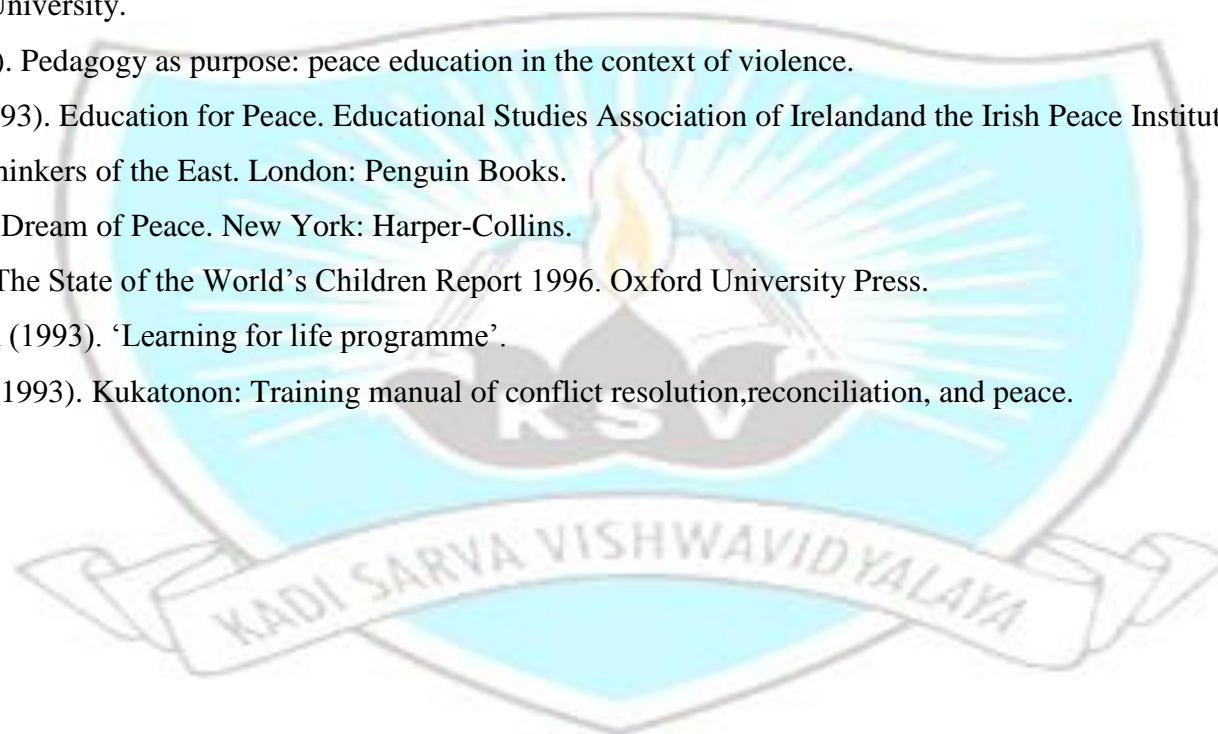 University.
). Pedagogy as purpose: peace education in the context of violence.
93). Education for Peace. Educational Studies Association of Irelandand the Irish Peace Institut
hinkers of the East. London: Penguin Books.
Dream of Peace. New York: Harper-Collins.
The State of the World’s Children Report 1996. Oxford University Press.
(1993). ‘Learning for life programme’.
1993). Kukatonon: Training manual of conflict resolution,reconciliation, and peace.
KSV
KADI SARVA VISHWAVIDYALAYA